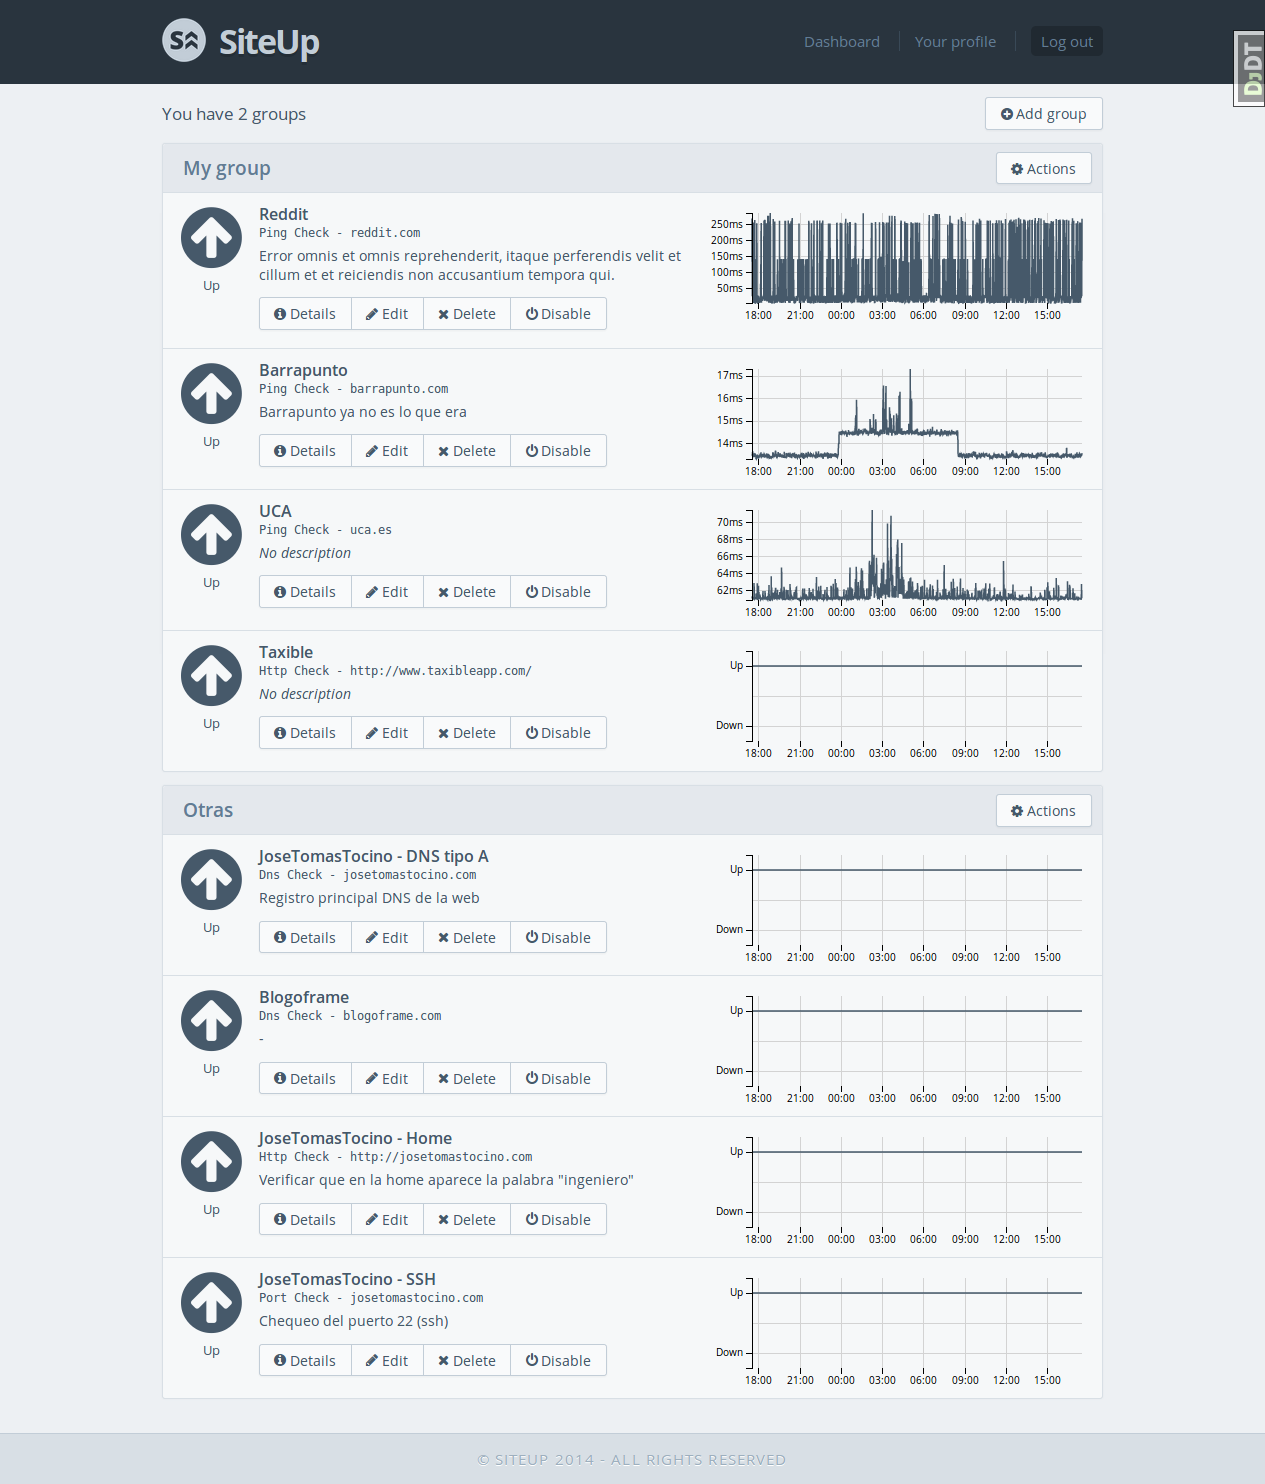 S SiteUp
Dashboard Your profile Log out
DJDT
You have 2 groups
Add group
My group
Actions
Reddit
Ping Check - reddit.com
Error omnis et omnis reprehenderit, itaque perferendis velit et
cillum et et reiciendis non accusantium tempora qui.
Up
Details Edit Delete Disable
250ms
200ms
150ms
100ms
50ms
18:00 21:00 00:00 03:00 06:00 09:00 12:00 15:00
Barrapunto
Ping Check - barrapunto.com
Barrapunto ya no es lo que era
Up
Details Edit Delete Disable
17ms
16ms
15ms
14ms
18:00 21:00 00:00 03:00 06:00 09:00 12:00 15:00
UCA
Ping Check - uca.es
No description
Up
Details Edit Delete Disable
70ms
68ms
66ms
64ms
62ms
18:00 21:00 00:00 03:00 06:00 09:00 12:00 15:00
Taxible
Http Check - http://www.taxibleapp.com/
No description
Up
Details Edit Delete Disable
Up
Down
18:00 21:00 00:00 03:00 06:00 09:00 12:00 15:00
Otras
Actions
JoseTomasTocino - DNS tipo A
Dns Check - josetomastocino.com
Registro principal DNS de la web
Up
Details Edit Delete Disable
Up
Down
18:00 21:00 00:00 03:00 06:00 09:00 12:00 15:00
Blogoframe
Dns Check - blogoframe.com
-
Up
Details Edit Delete Disable
Up
Down
18:00 21:00 00:00 03:00 06:00 09:00 12:00 15:00
JoseTomasTocino - Home
Http Check - http://josetomastocino.com
Verificar que en la home aparece la palabra "ingeniero"
Up
Details Edit Delete Disable
Up
Down
18:00 21:00 00:00 03:00 06:00 09:00 12:00 15:00
JoseTomasTocino - SSH
Port Check - josetomastocino.com
Chequeo del puerto 22 (ssh)
Up
Details Edit Delete Disable
Up
Down
18:00 21:00 00:00 03:00 06:00 09:00 12:00 15:00
© SITEUP 2014 - ALL RIGHTS RESERVED